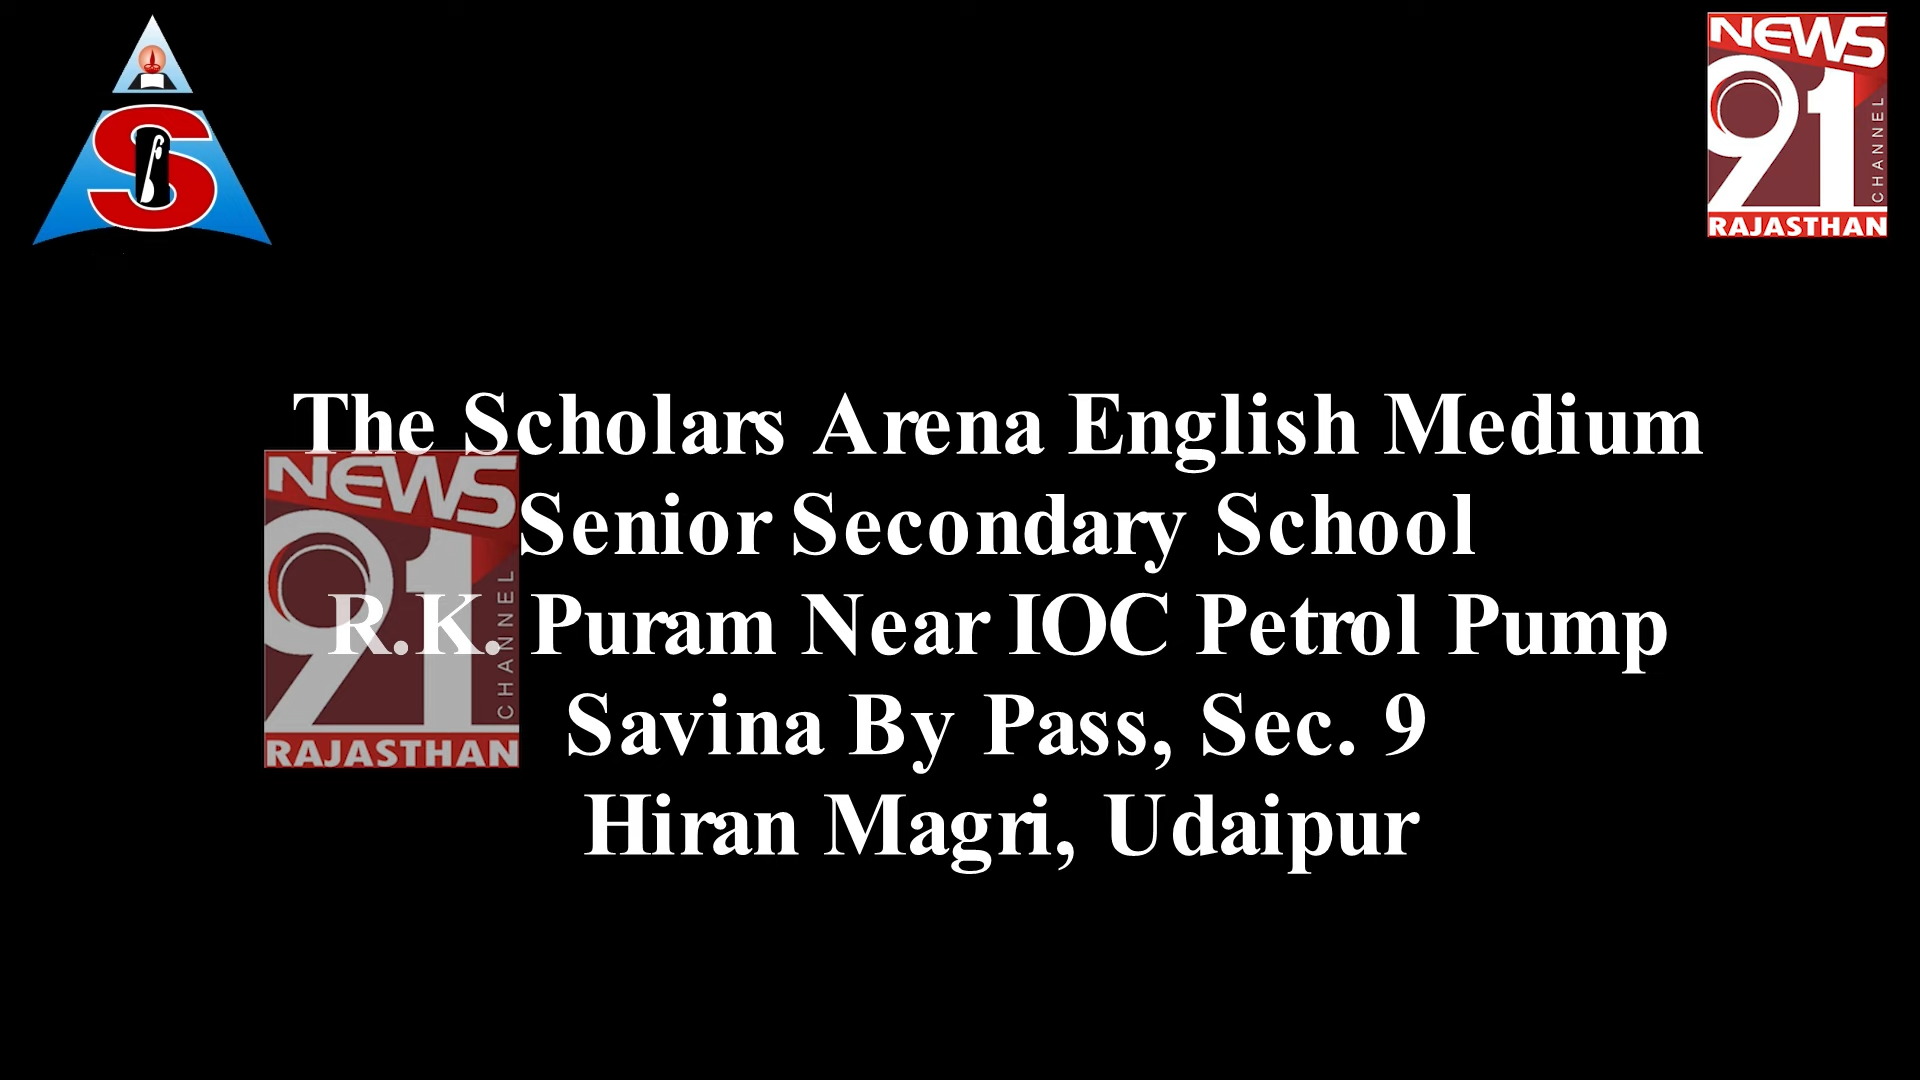 S
NEWS
91
CHANNEL
RAJASTHAN
The Scholars Arena English Medium
Senior Secondary School
R.K. Puram Near IOC Petrol Pump
Savina By Pass, Sec. 9
Hiran Magri, Udaipur
NEWS
91
CHANNEL
RAJASTHAN